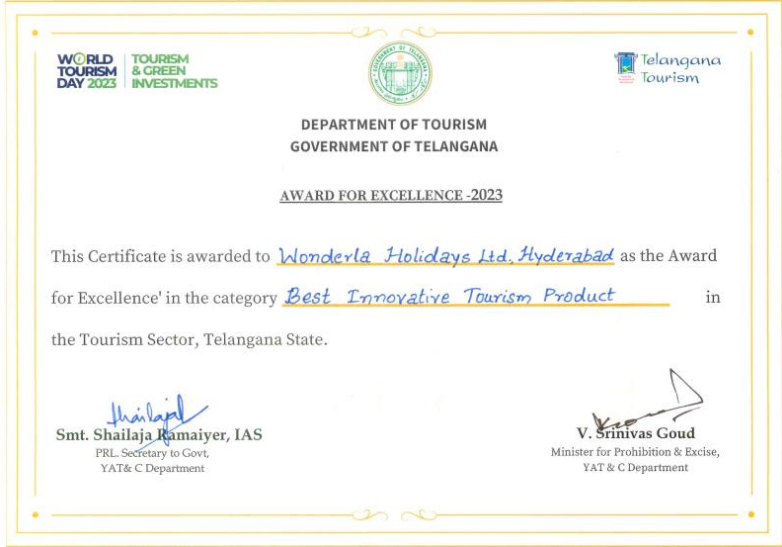 WORLD
TOURISM
DAY 2023
TOURISM
& GREEN
INVESTMENTS
GOVERNMENT OF TELANGANA
Telangana
Tourism
DEPARTMENT OF TOURISM
GOVERNMENT OF TELANGANA
AWARD FOR EXCELLENCE -2023
This Certificate is awarded to Wonderla Holidays Ltd, Hyderabad as the Award
for Excellence' in the category Best Innovative Tourism Product in
the Tourism Sector, Telangana State.
Shailaja
Smt. Shailaja Ramaiyer, IAS
PRL. Secretary to Govt,
YAT& C Department
V. Srinivas Goud
Minister for Prohibition & Excise,
YAT & C Department